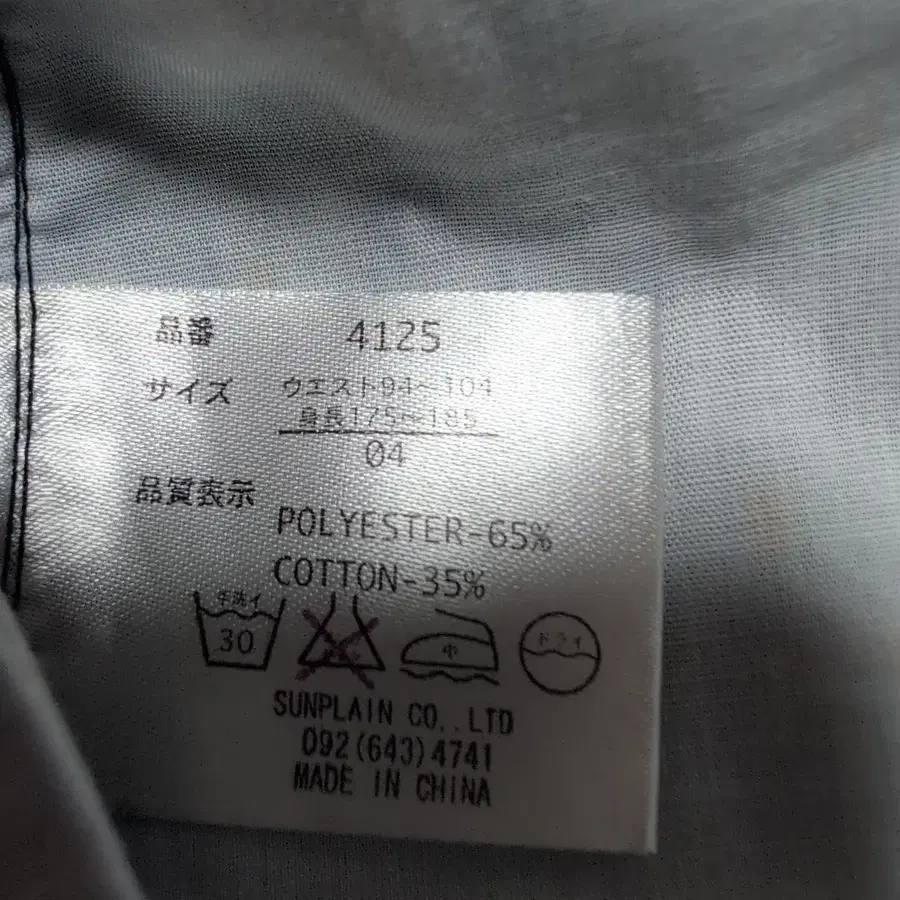 品番 4125
サイズ ウエスト94〜104
身長175〜185
04
品質表示
POLYESTER-65%
COTTON-35%
手洗イ
30
中
ドライ
SUNPLAIN CO.,LTD
092(643)4741
MADE IN CHINA